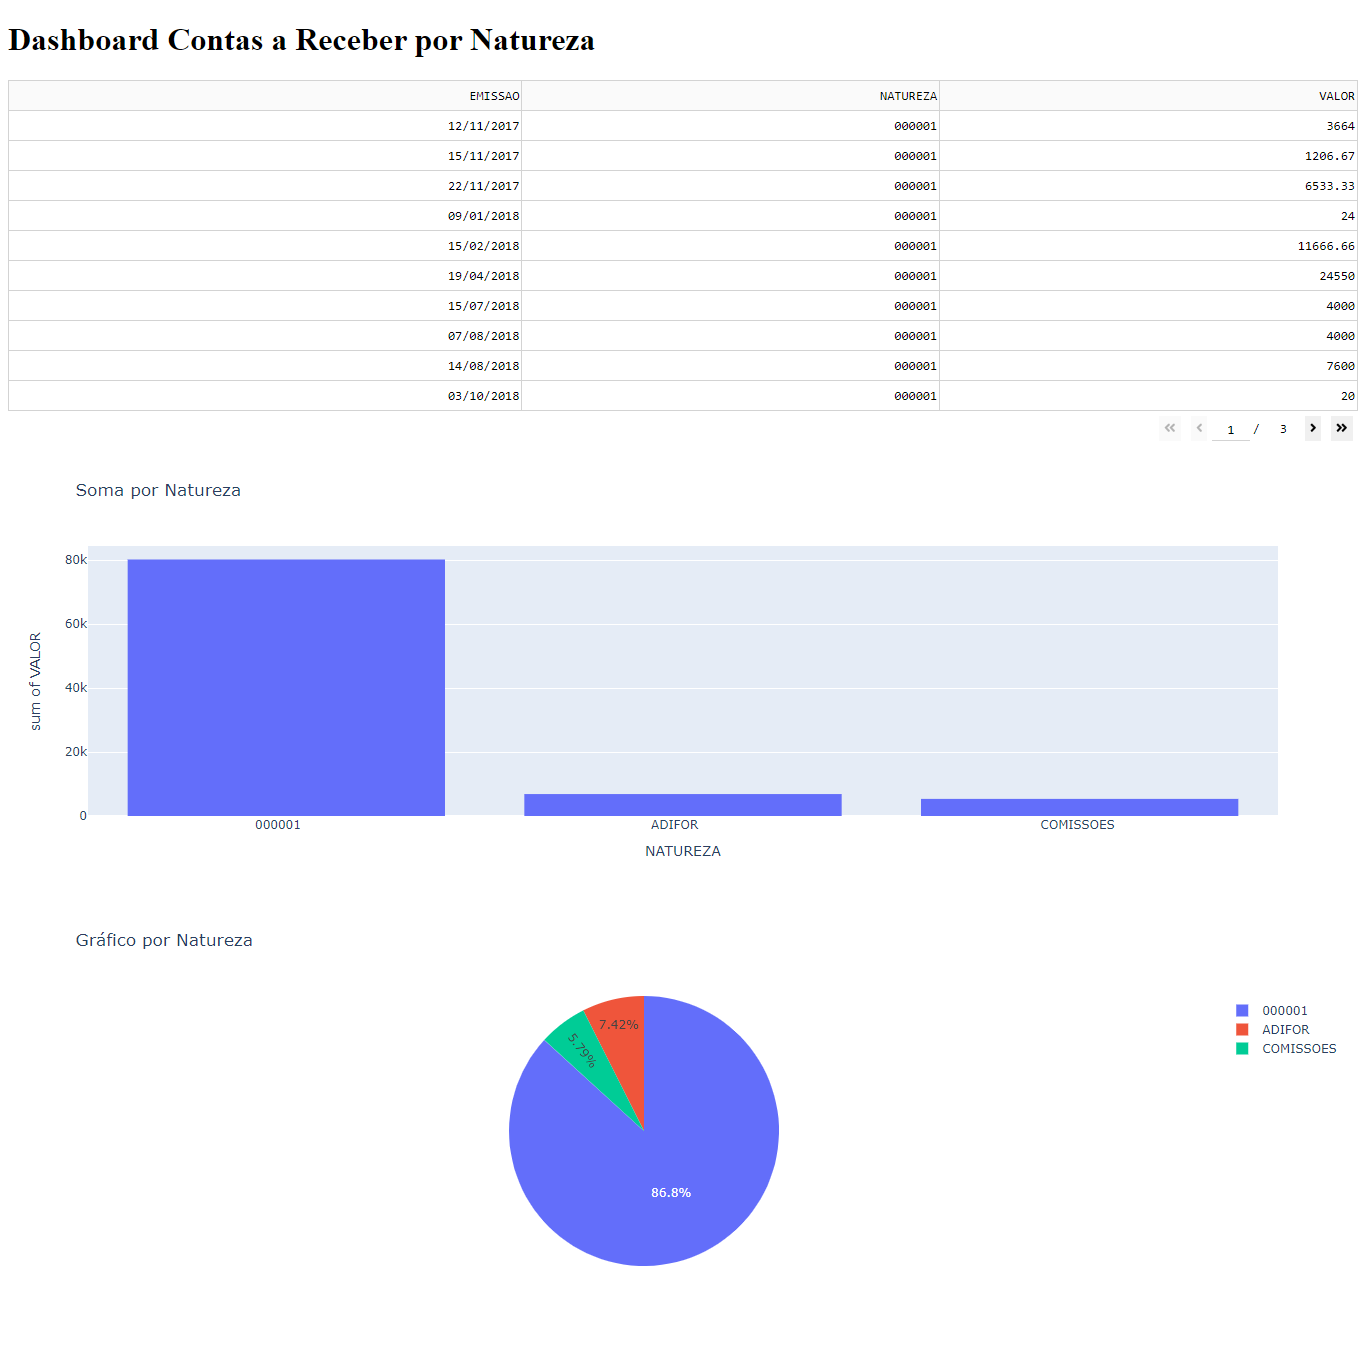 Dashboard Contas a Receber por Natureza
EMISSAO NATUREZA VALOR
12/11/2017 000001 3664
15/11/2017 000001 1206.67
22/11/2017 000001 6533.33
09/01/2018 000001 24
15/02/2018 000001 11666.66
19/04/2018 000001 24550
15/07/2018 000001 4000
07/08/2018 000001 4000
14/08/2018 000001 7600
03/10/2018 000001 20
1 / 3
Soma por Natureza
80k
60k
40k
20k
0
sum of VALOR
000001 ADIFOR COMISSOES
NATUREZA
Gráfico por Natureza
7.42%
5.79%
86.8%
000001
ADIFOR
COMISSOES